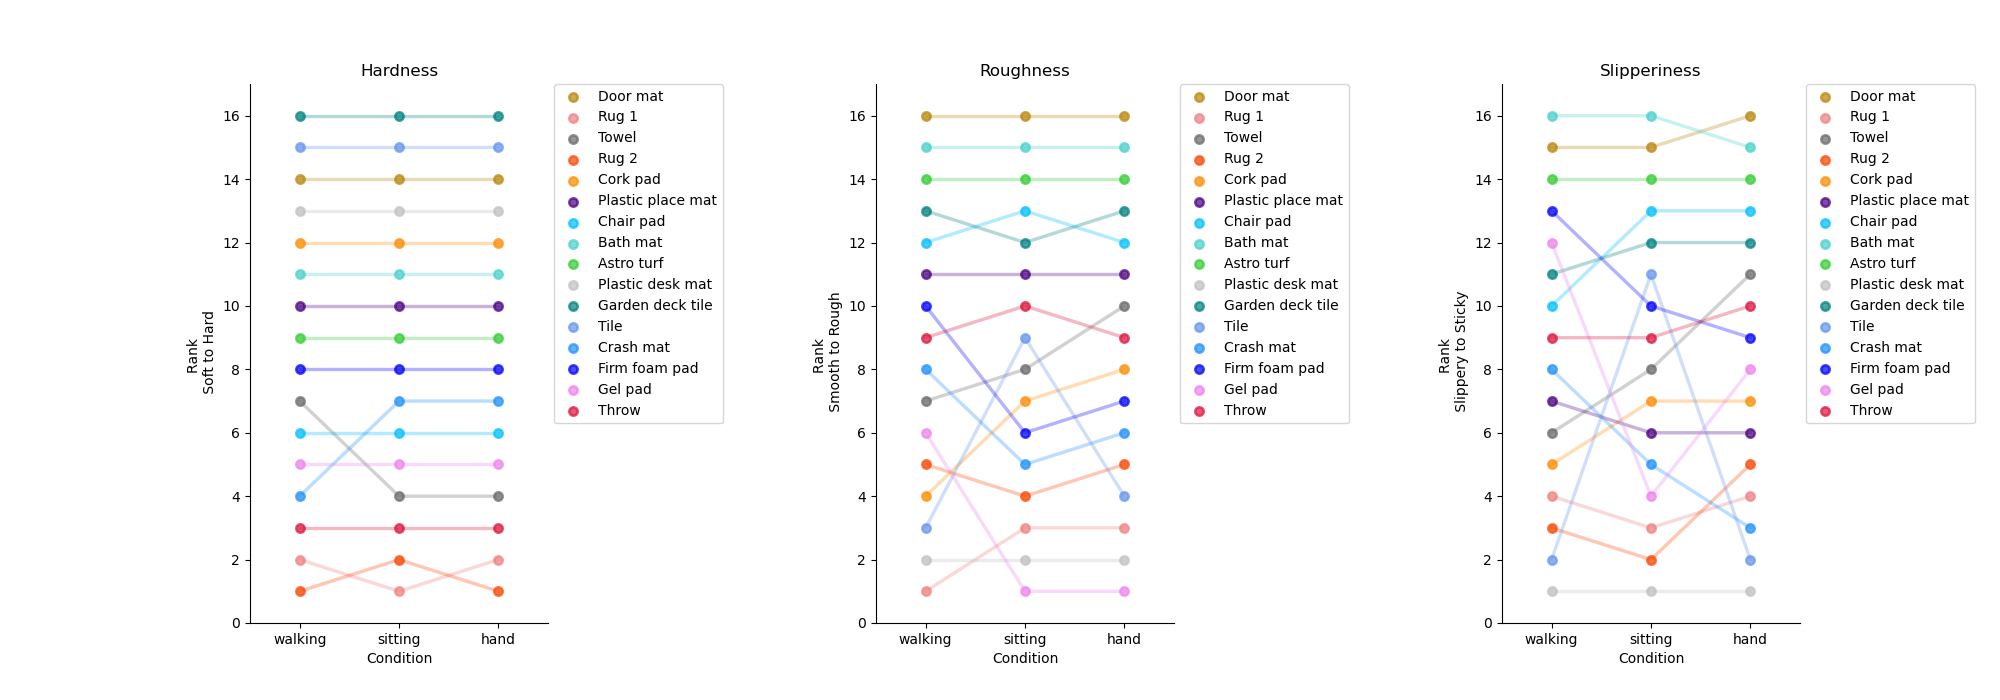 Hardness
Rank
Soft to Hard
16
14
12
10
8
6
4
2
0
walking sitting hand
Condition
Door mat
Rug 1
Towel
Rug 2
Cork pad
Plastic place mat
Chair pad
Bath mat
Astro turf
Plastic desk mat
Garden deck tile
Tile
Crash mat
Firm foam pad
Gel pad
Throw
Roughness
Rank
Smooth to Rough
16
14
12
10
8
6
4
2
0
walking sitting hand
Condition
Door mat
Rug 1
Towel
Rug 2
Cork pad
Plastic place mat
Chair pad
Bath mat
Astro turf
Plastic desk mat
Garden deck tile
Tile
Crash mat
Firm foam pad
Gel pad
Throw
Slipperiness
Rank
Slippery to Sticky
16
14
12
10
8
6
4
2
0
walking sitting hand
Condition
Door mat
Rug 1
Towel
Rug 2
Cork pad
Plastic place mat
Chair pad
Bath mat
Astro turf
Plastic desk mat
Garden deck tile
Tile
Crash mat
Firm foam pad
Gel pad
Throw